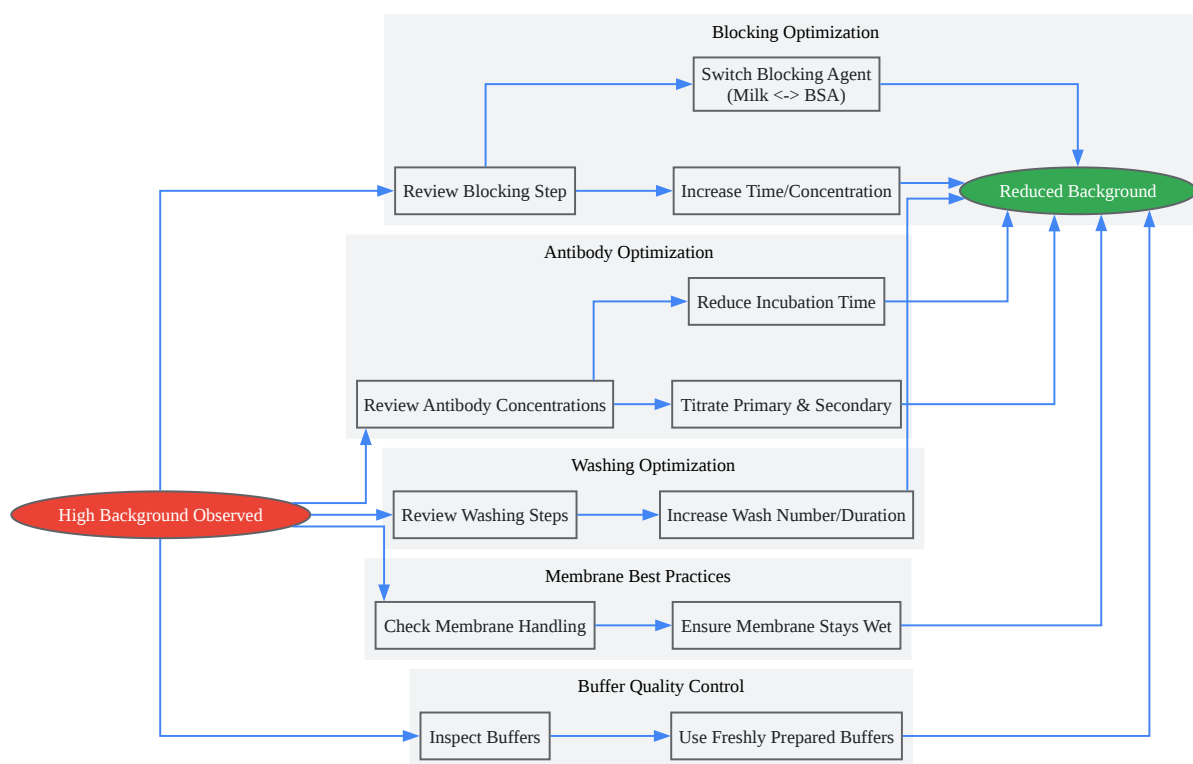 Blocking Optimization
Switch Blocking Agent
(Milk <-> BSA)
Review Blocking Step
Increase Time/Concentration
Reduced Background
Antibody Optimization
Reduce Incubation Time
Review Antibody Concentrations
Titrate Primary & Secondary
Washing Optimization
High Background Observed
Review Washing Steps
Increase Wash Number/Duration
Membrane Best Practices
Check Membrane Handling
Ensure Membrane Stays Wet
Buffer Quality Control
Inspect Buffers
Use Freshly Prepared Buffers